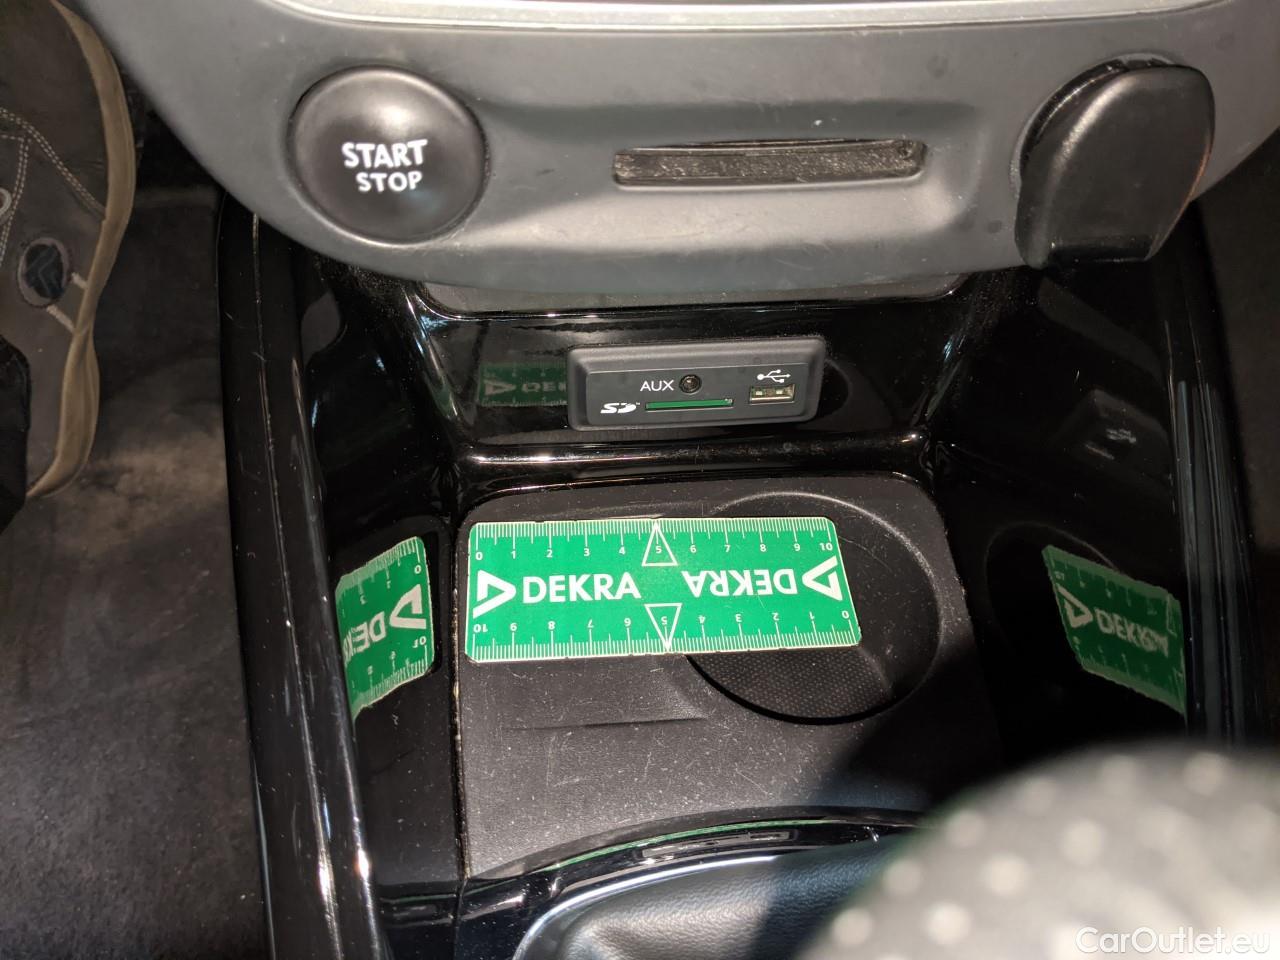 START
STOP
AUX
SD
DEKRA
0 1 2 3 4 5 6 7 8 9 10
DEKRA DEKRA
10 9 8 7 6 5 4 3 2 1 0
DEK
DEKRA
CarOutlet.eu